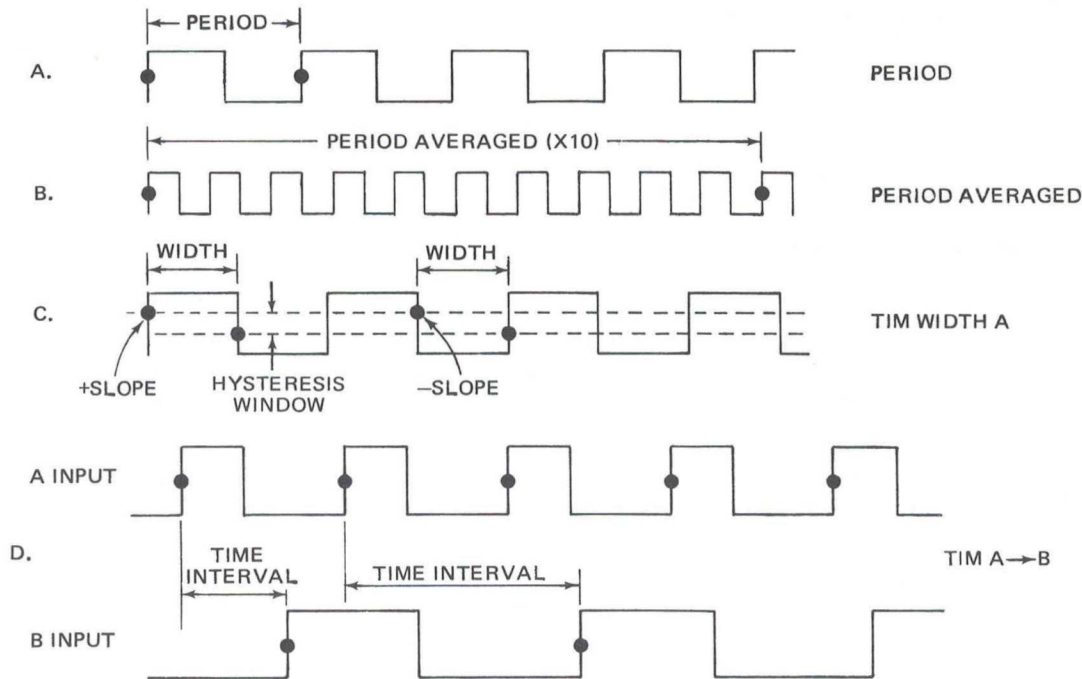 PERIOD
A.
PERIOD
PERIOD AVERAGED (X10)
B.
PERIOD AVERAGED
WIDTH
WIDTH
C.
TIM WIDTH A
+SLOPE
HYSTERESIS
WINDOW
—SLOPE
A INPUT
D.
TIME
INTERVAL
TIME INTERVAL
TIM A→B
B INPUT